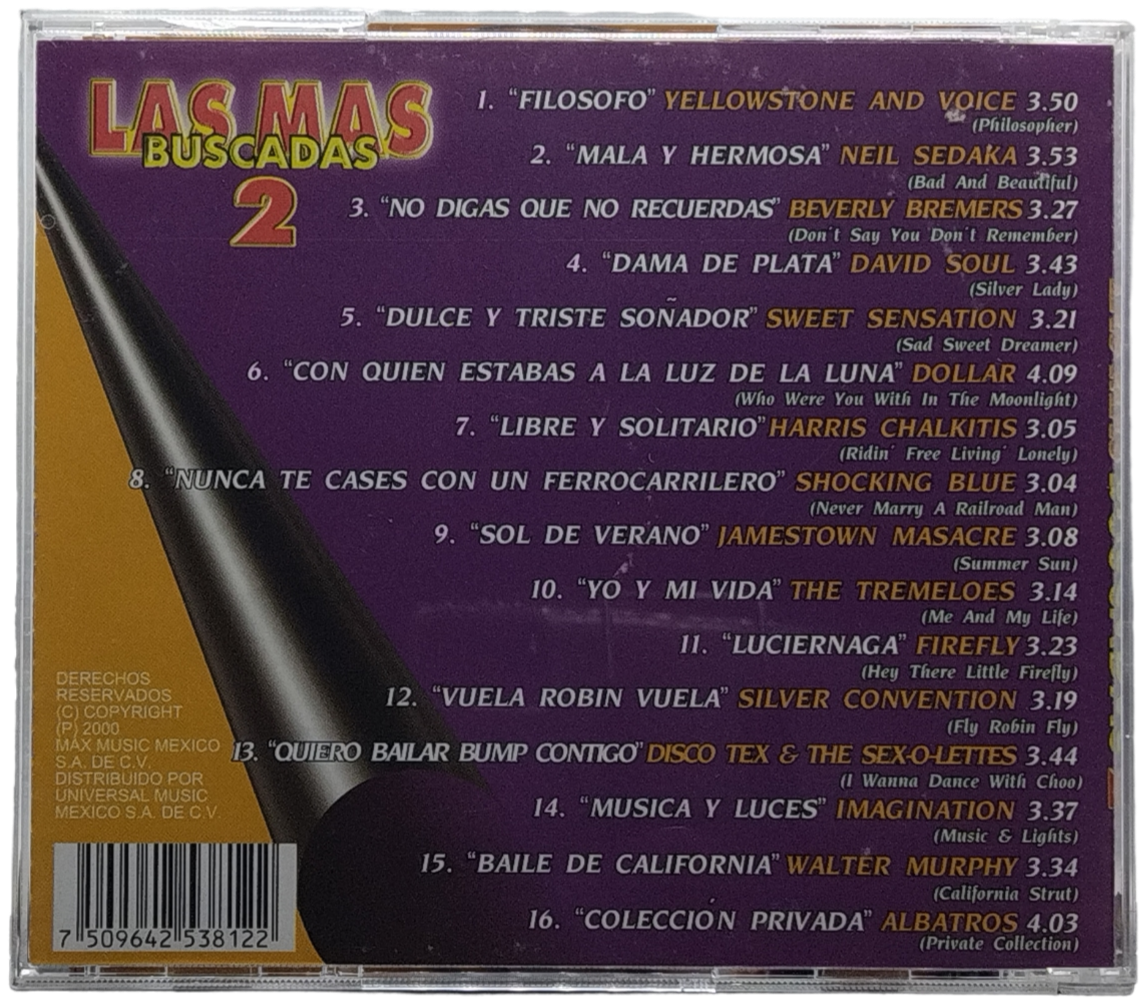 LAS MAS
BUSCADAS
2
1. “FILOSOFO” YELLOWSTONE AND VOICE 3.50
(Philosopher)
2. “MALA Y HERMOSA” NEIL SEDAKA 3.53
(Bad And Beautiful)
3. “NO DIGAS QUE NO RECUERDAS” BEVERLY BREMERS 3.27
(Don´t Say You Don´t Remember)
4. “DAMA DE PLATA” DAVID SOUL 3.43
(Silver Lady)
5. “DULCE Y TRISTE SOÑADOR” SWEET SENSATION 3.21
(Sad Sweet Dreamer)
6. “CON QUIEN ESTABAS A LA LUZ DE LA LUNA” DOLLAR 4.09
(Who Were You With In The Moonlight)
7. “LIBRE Y SOLITARIO” HARRIS CHALKITIS 3.05
(Ridin´ Free Living´ Lonely)
8. “NUNCA TE CASES CON UN FERROCARRILERO” SHOCKING BLUE 3.04
(Never Marry A Railroad Man)
9. “SOL DE VERANO” JAMESTOWN MASACRE 3.08
(Summer Sun)
10. “YO Y MI VIDA” THE TREMELOES 3.14
(Me And My Life)
11. “LUCIERNAGA” FIREFLY 3.23
(Hey There Little Firefly)
12. “VUELA ROBIN VUELA” SILVER CONVENTION 3.19
(Fly Robin Fly)
13. “QUIERO BAILAR BUMP CONTIGO” DISCO TEX & THE SEX-O-LETTES 3.44
(I Wanna Dance With Choo)
14. “MUSICA Y LUCES” IMAGINATION 3.37
(Music & Lights)
15. “BAILE DE CALIFORNIA” WALTER MURPHY 3.34
(California Strut)
16. “COLECCIÓN PRIVADA” ALBATROS 4.03
(Private Collection)
DERECHOS
RESERVADOS
(C) COPYRIGHT
(P) 2000
MAX MUSIC MEXICO
S.A. DE C.V.
DISTRIBUIDO POR
UNIVERSAL MUSIC
MEXICO S.A. DE C.V.
7 509642 538122